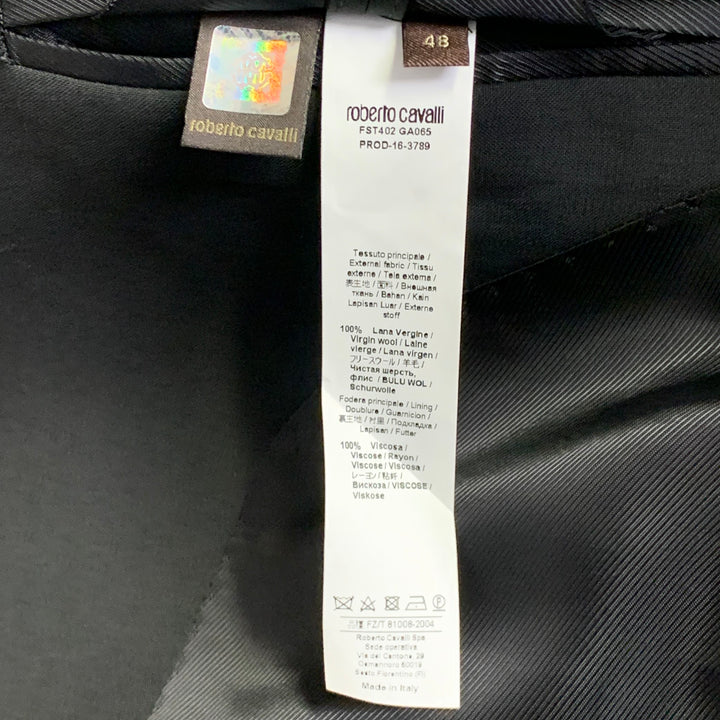 48
roberto cavalli
roberto cavalli
FST402 GA065
PROD-16-3789
Tessuto principale /
External fabric / Tissu
externe / Tela externa /
表生地 / 面料 / Внешная
ткань / Bahan / Kain
Lapisan Luar / Externe
stoff
100% Lana Vergine /
Virgin wool / Laine
vierge / Lana virgen /
フリースウール / 羊毛 /
Чистая шерсть,
флис / BULU WOL /
Schurwolle
Fodera principale / Lining /
Doublure / Guarnicion /
裏生地 / 衬里 / Подкладка /
Lapisan / Futter
100% Viscosa /
Viscose / Rayon /
Viscose / Viscosa /
レーヨン / 粘纤 /
Вискоза / VISCOSE /
Viskose
FZ/T 81008-2004
Roberto Cavalli Spa
Sede operativa
Via del Cantone, 29
Osmannoro 50019
Sesto Fiorentino (FI)
Made in Italy